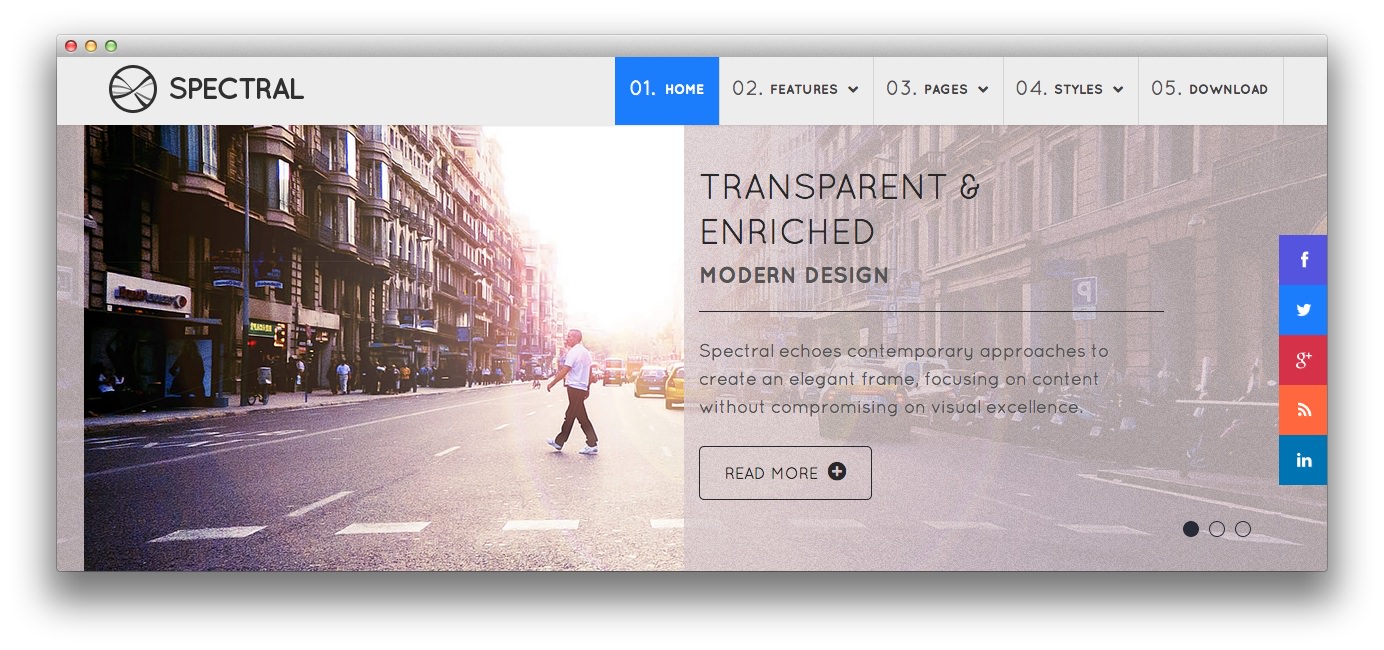 SPECTRAL
01. HOME
02. FEATURES
03. PAGES
04. STYLES
05. DOWNLOAD
TRANSPARENT &
ENRICHED
MODERN DESIGN
Spectral echoes contemporary approaches to
create an elegant frame, focusing on content
without compromising on visual excellence.
READ MORE
f
g+
in
P